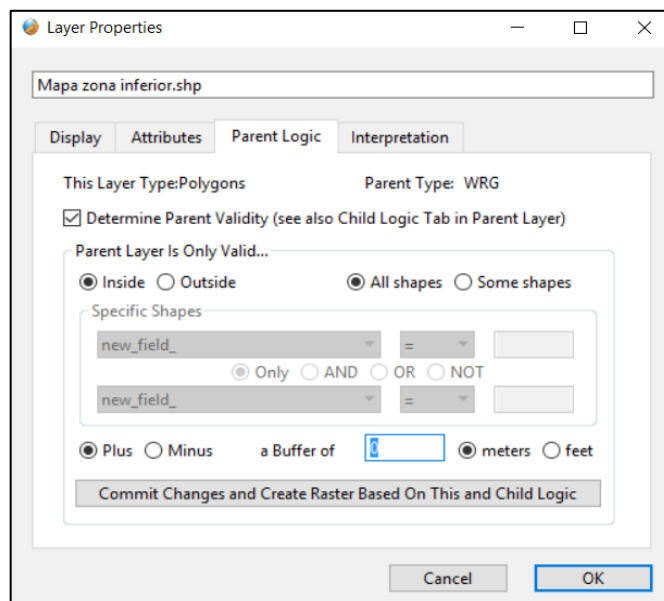 Layer Properties
Mapa zona inferior.shp
Display Attributes Parent Logic Interpretation
This Layer Type:Polygons Parent Type: WRG
Determine Parent Validity (see also Child Logic Tab in Parent Layer)
Parent Layer Is Only Valid...
Inside Outside All shapes Some shapes
Specific Shapes
new_field_ =
Only AND OR NOT
new_field_ =
Plus Minus a Buffer of 0 meters feet
Commit Changes and Create Raster Based On This and Child Logic
Cancel OK